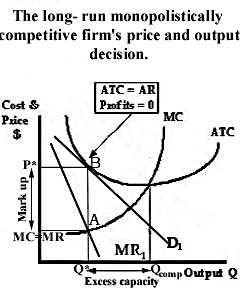 The long- run monopolistically
competitive firm's price and output
decision.
ATC = AR
Profits = 0
Cost &
Price
$
MC
ATC
P*
B
Mark up
A
MC=MR
MR1
D1
Q*
Qcomp Output Q
Excess capacity